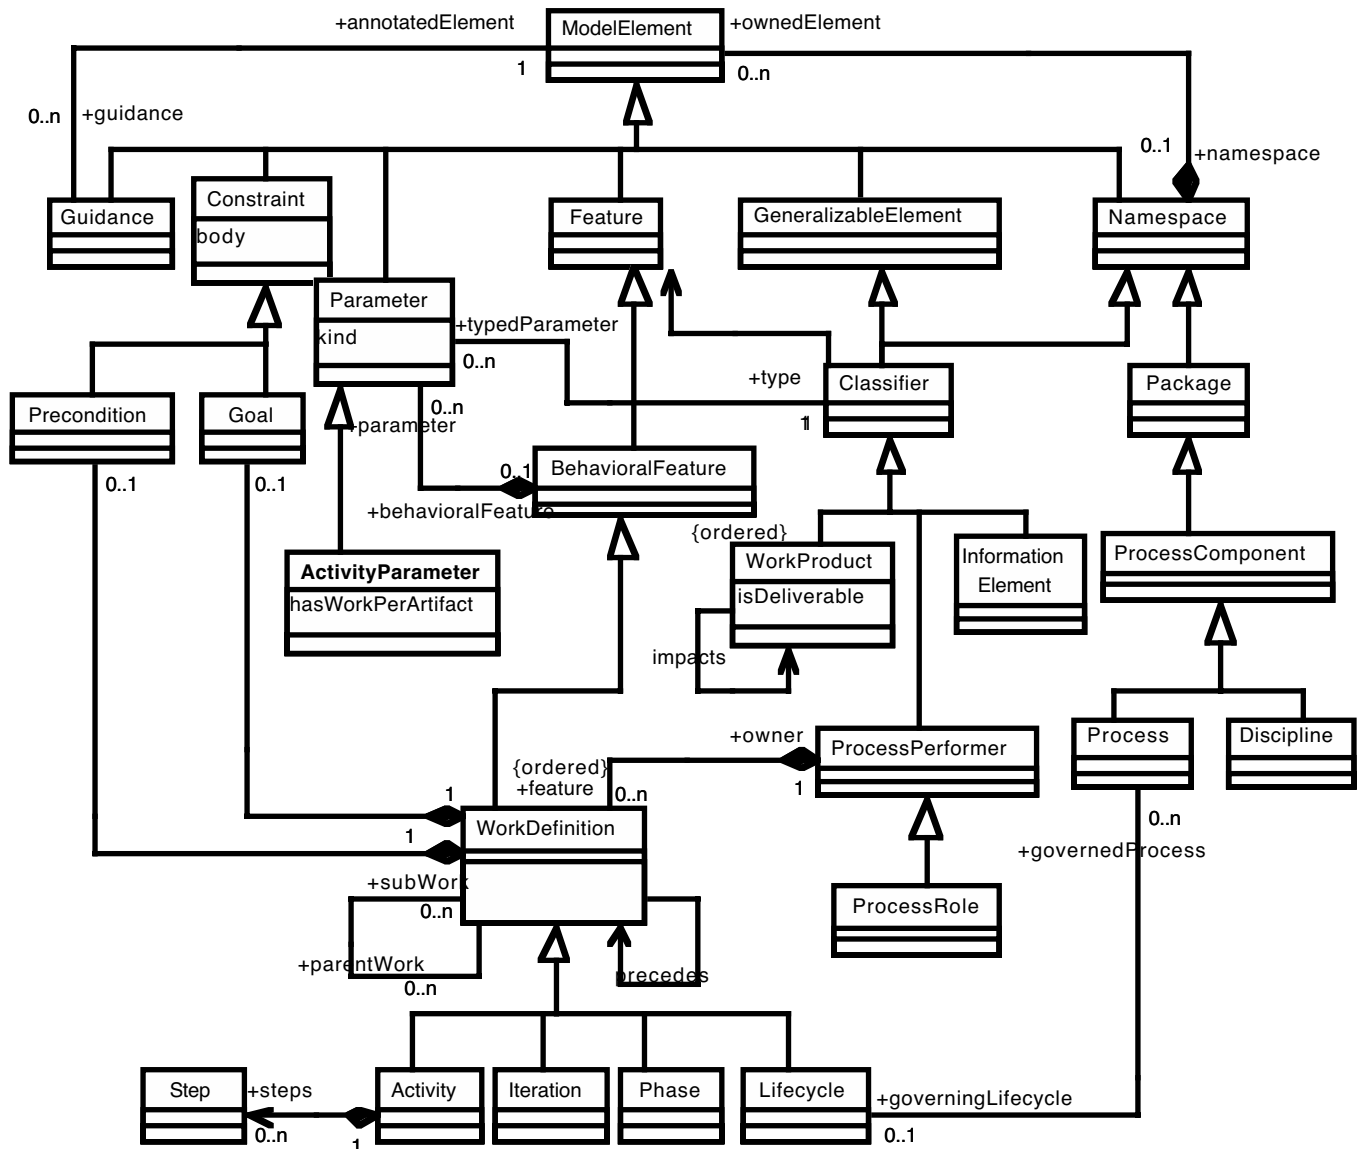 +annotatedElement
ModelElement
+ownedElement
1
0..n
0..n
+guidance
0..1
+namespace
Guidance
Constraint
body
Feature
GeneralizableElement
Namespace
Parameter
kind
+typedParameter
0..n
+type
1
Classifier
Package
Precondition
Goal
0..n
+parameter
0..1
0..1
0..1
BehavioralFeature
+behavioralFeature
{ordered}
WorkProduct
isDeliverable
impacts
Information
Element
ProcessComponent
ActivityParameter
hasWorkPerArtifact
+owner
ProcessPerformer
1
Process
Discipline
{ordered}
+feature
0..n
1
1
WorkDefinition
0..n
+governedProcess
+subWork
0..n
ProcessRole
+parentWork
0..n
precedes
Step
+steps
0..n
1
Activity
Iteration
Phase
Lifecycle
+governingLifecycle
0..1